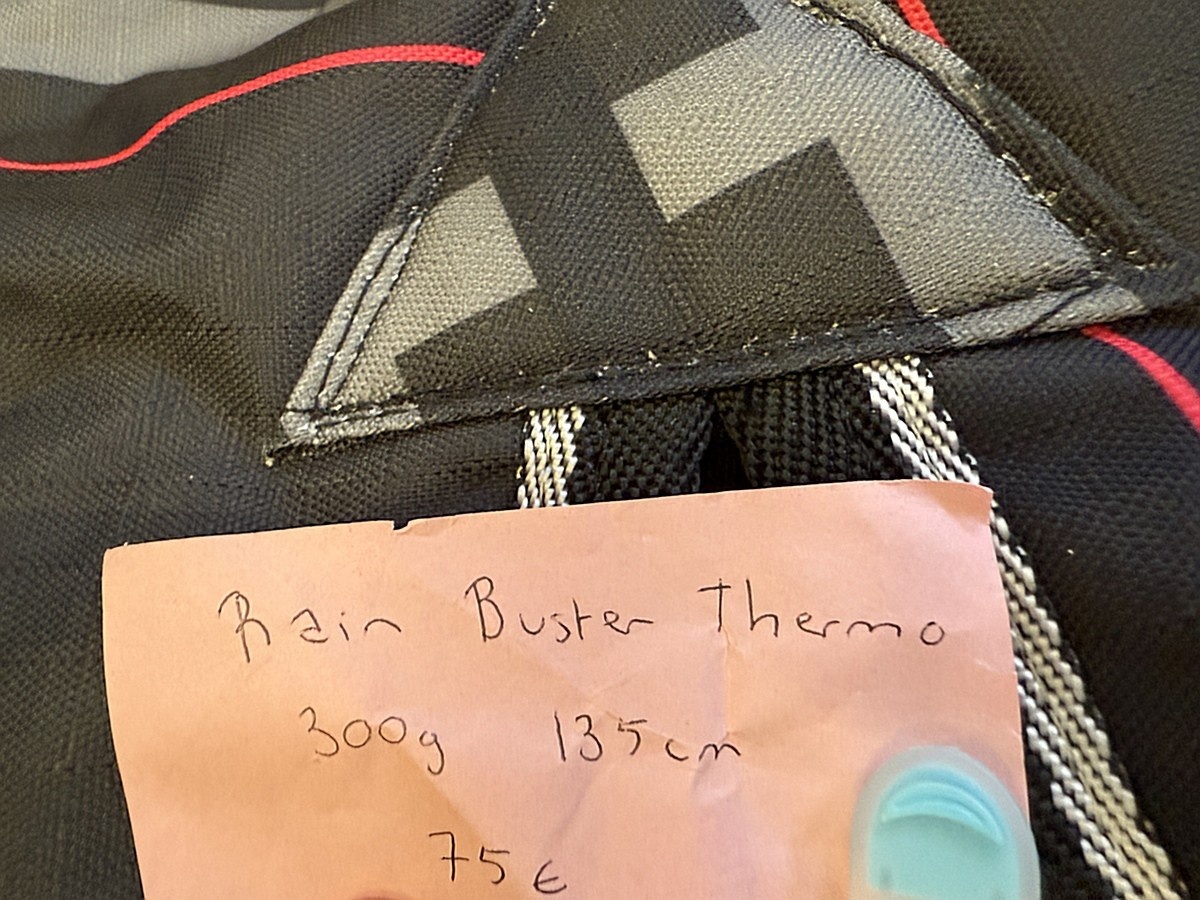 Rain Buster Thermo
300g 135cm
75€